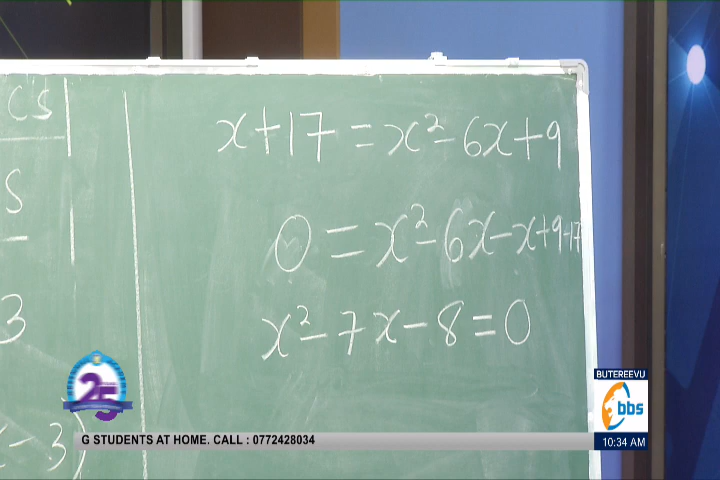 C's
x + 17 = x² - 6x + 9
S
0 = x² - 6x - x + 9 - 17
3
x² - 7x - 8 = 0
- 3)
25
BUTEREEVU
bbs
G STUDENTS AT HOME. CALL : 0772428034
10:34 AM